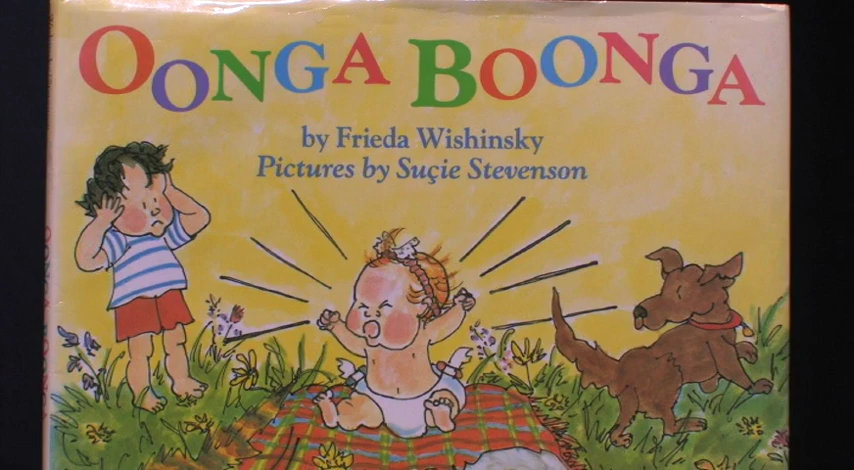 OONGA BOONGA
by Frieda Wishinsky
Pictures by Suçie Stevenson